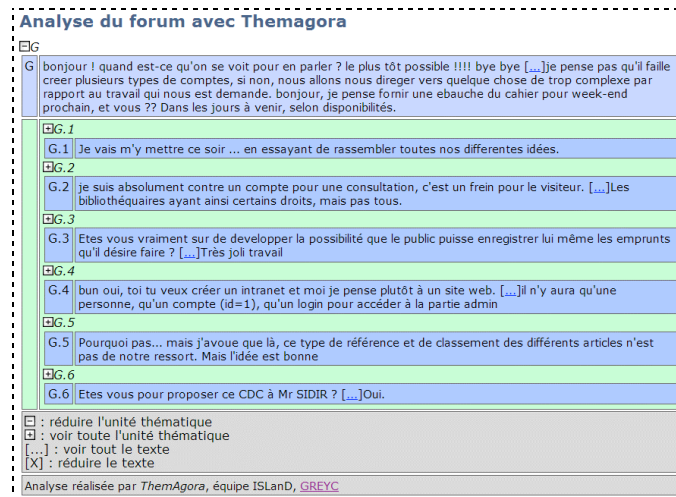 Analyse du forum avec Themagora
G
G bonjour ! quand est-ce qu'on se voit pour en parler ? le plus tôt possible !!!! bye bye [...]je pense pas qu'il faille
creer plusieurs types de comptes, si non, nous allons nous direger vers quelque chose de trop complexe par
rapport au travail qui nous est demande. bonjour, je pense fornir une ebauche du cahier pour week-end
prochain, et vous ?? Dans les jours à venir, selon disponibilités.
G.1
G.1 Je vais m'y mettre ce soir ... en essayant de rassembler toutes nos differentes idées.
G.2
G.2 je suis absolument contre un compte pour une consultation, c'est un frein pour le visiteur. [...]Les
bibliothéquaires ayant ainsi certains droits, mais pas tous.
G.3
G.3 Etes vous vraiment sur de developper la possibilité que le public puisse enregistrer lui même les emprunts
qu'il désire faire ? [...]Très joli travail
G.4
G.4 bun oui, toi tu veux créer un intranet et moi je pense plutôt à un site web. [...]il n'y aura qu'une
personne, qu'un compte (id=1), qu'un login pour accéder à la partie admin
G.5
G.5 Pourquoi pas... mais j'avoue que là, ce type de référence et de classement des différents articles n'est
pas de notre ressort. Mais l'idée est bonne
G.6
G.6 Etes vous pour proposer ce CDC à Mr SIDIR ? [...]Oui.
⊟ : réduire l'unité thématique
⊞ : voir toute l'unité thématique
[...] : voir tout le texte
[X] : réduire le texte
Analyse réalisée par ThemAgora, équipe ISLanD, GREYC